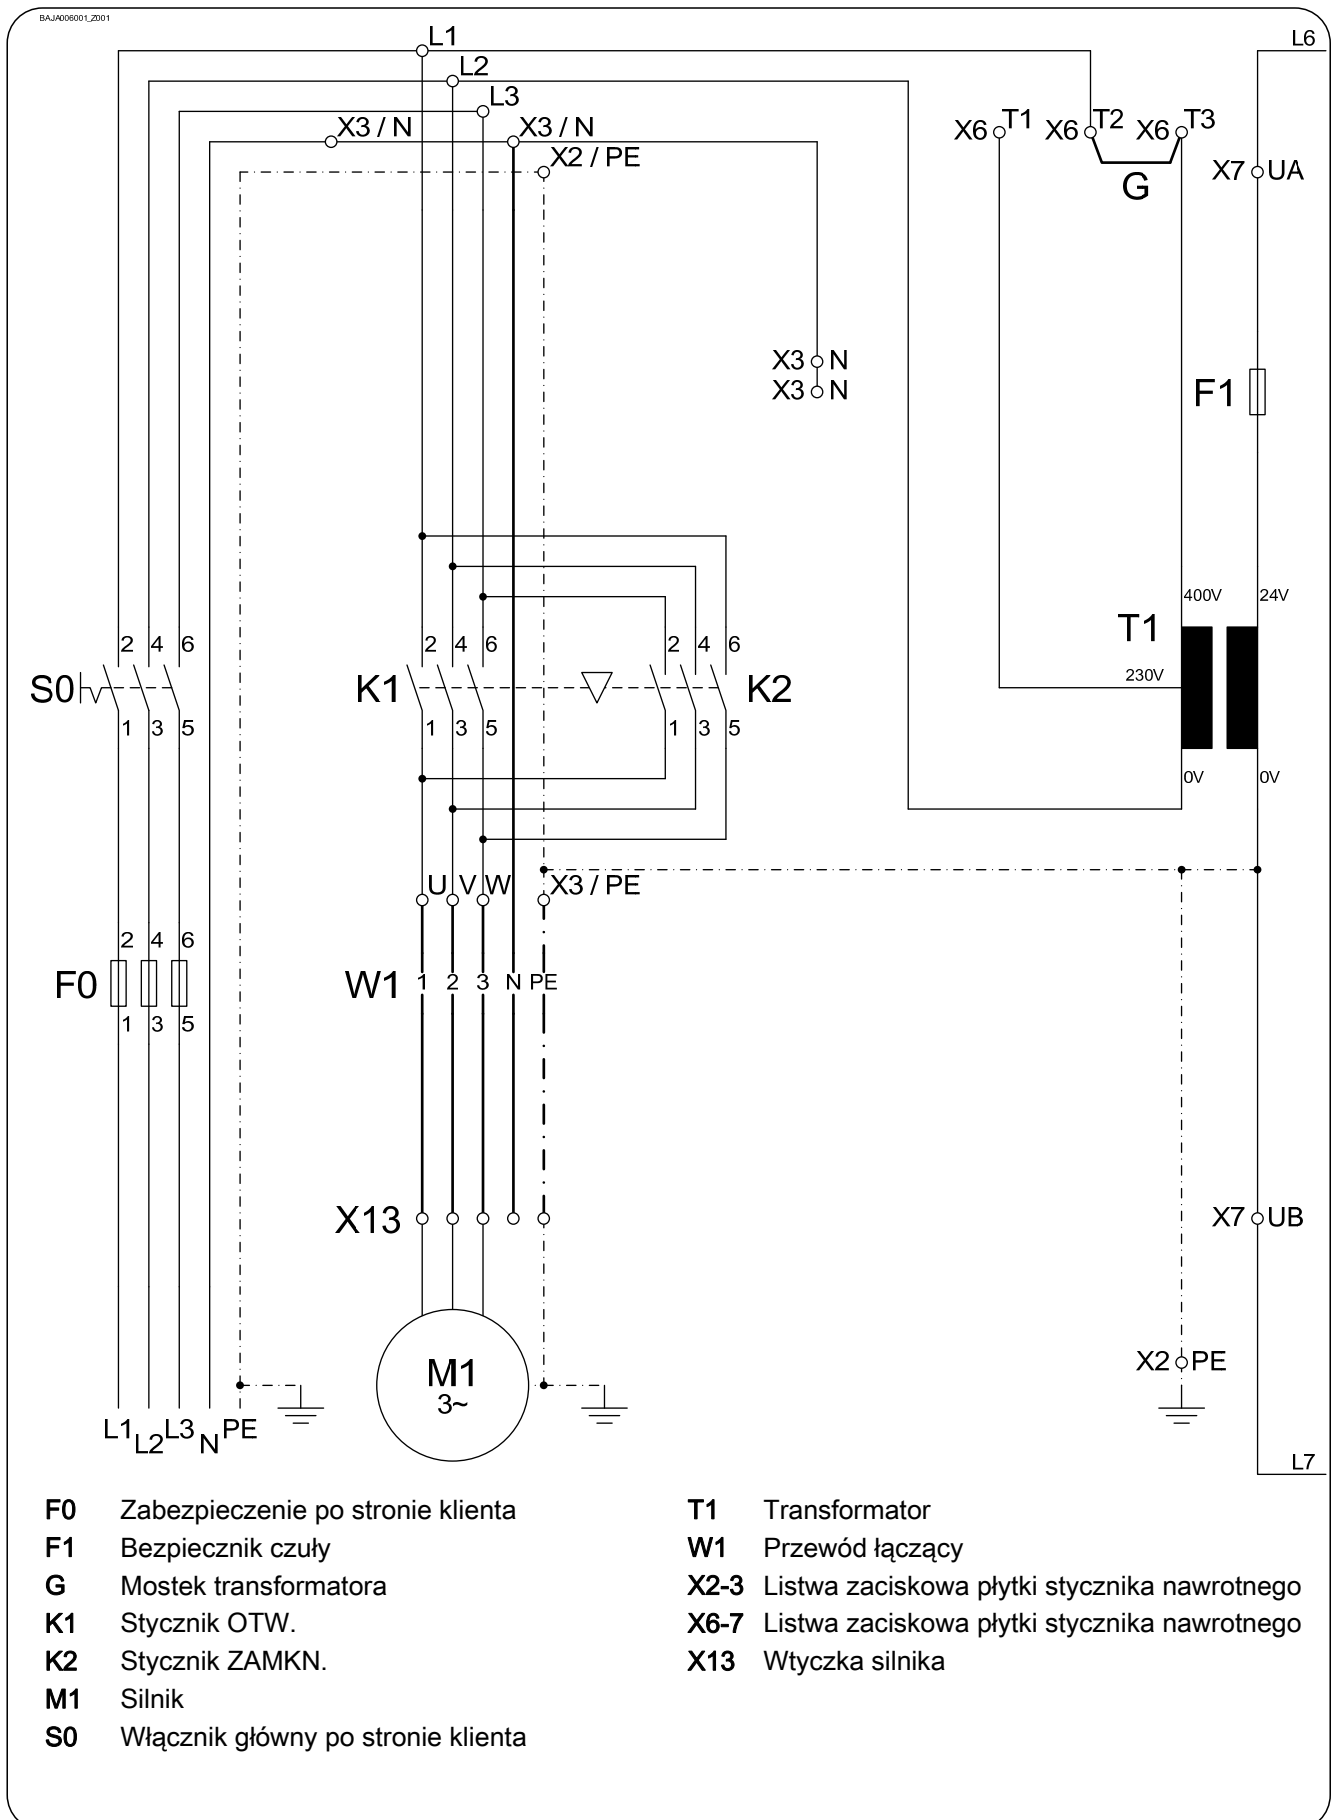 BAJA006001_Z001
L1
L6
L2
L3
X3 / N
X3 / N
X6 T1
X6 T2
X6 T3
X2 / PE
X7 UA
G
X3 N
X3 N
F1
400V
24V
T1
2 4 6
2 4 6
2 4 6
230V
S0
K1
K2
1 3 5
1 3 5
1 3 5
0V
0V
U V W
X3 / PE
2 4 6
F0
W1 1 2 3 N PE
1 3 5
X13
X7 UB
X2 PE
M1
3~
L1 L2 L3 N PE
L7
F0 Zabezpieczenie po stronie klienta
F1 Bezpiecznik czuły
G Mostek transformatora
K1 Stycznik OTW.
K2 Stycznik ZAMKN.
M1 Silnik
S0 Włącznik główny po stronie klienta
T1 Transformator
W1 Przewód łączący
X2-3 Listwa zaciskowa płytki stycznika nawrotnego
X6-7 Listwa zaciskowa płytki stycznika nawrotnego
X13 Wtyczka silnika